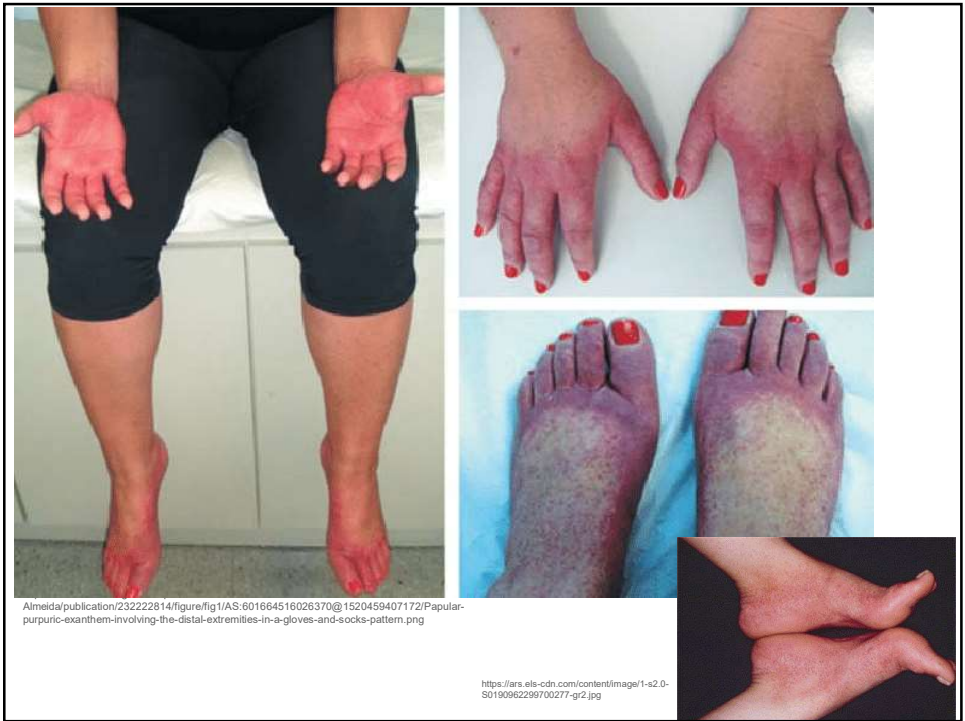 Almeida/publication/232222814/figure/fig1/AS:601664516026370@1520459407172/Papular-
purpuric-exanthem-involving-the-distal-extremities-in-a-gloves-and-socks-pattern.png
https://ars.els-cdn.com/content/image/1-s2.0-
S0190962299700277-gr2.jpg